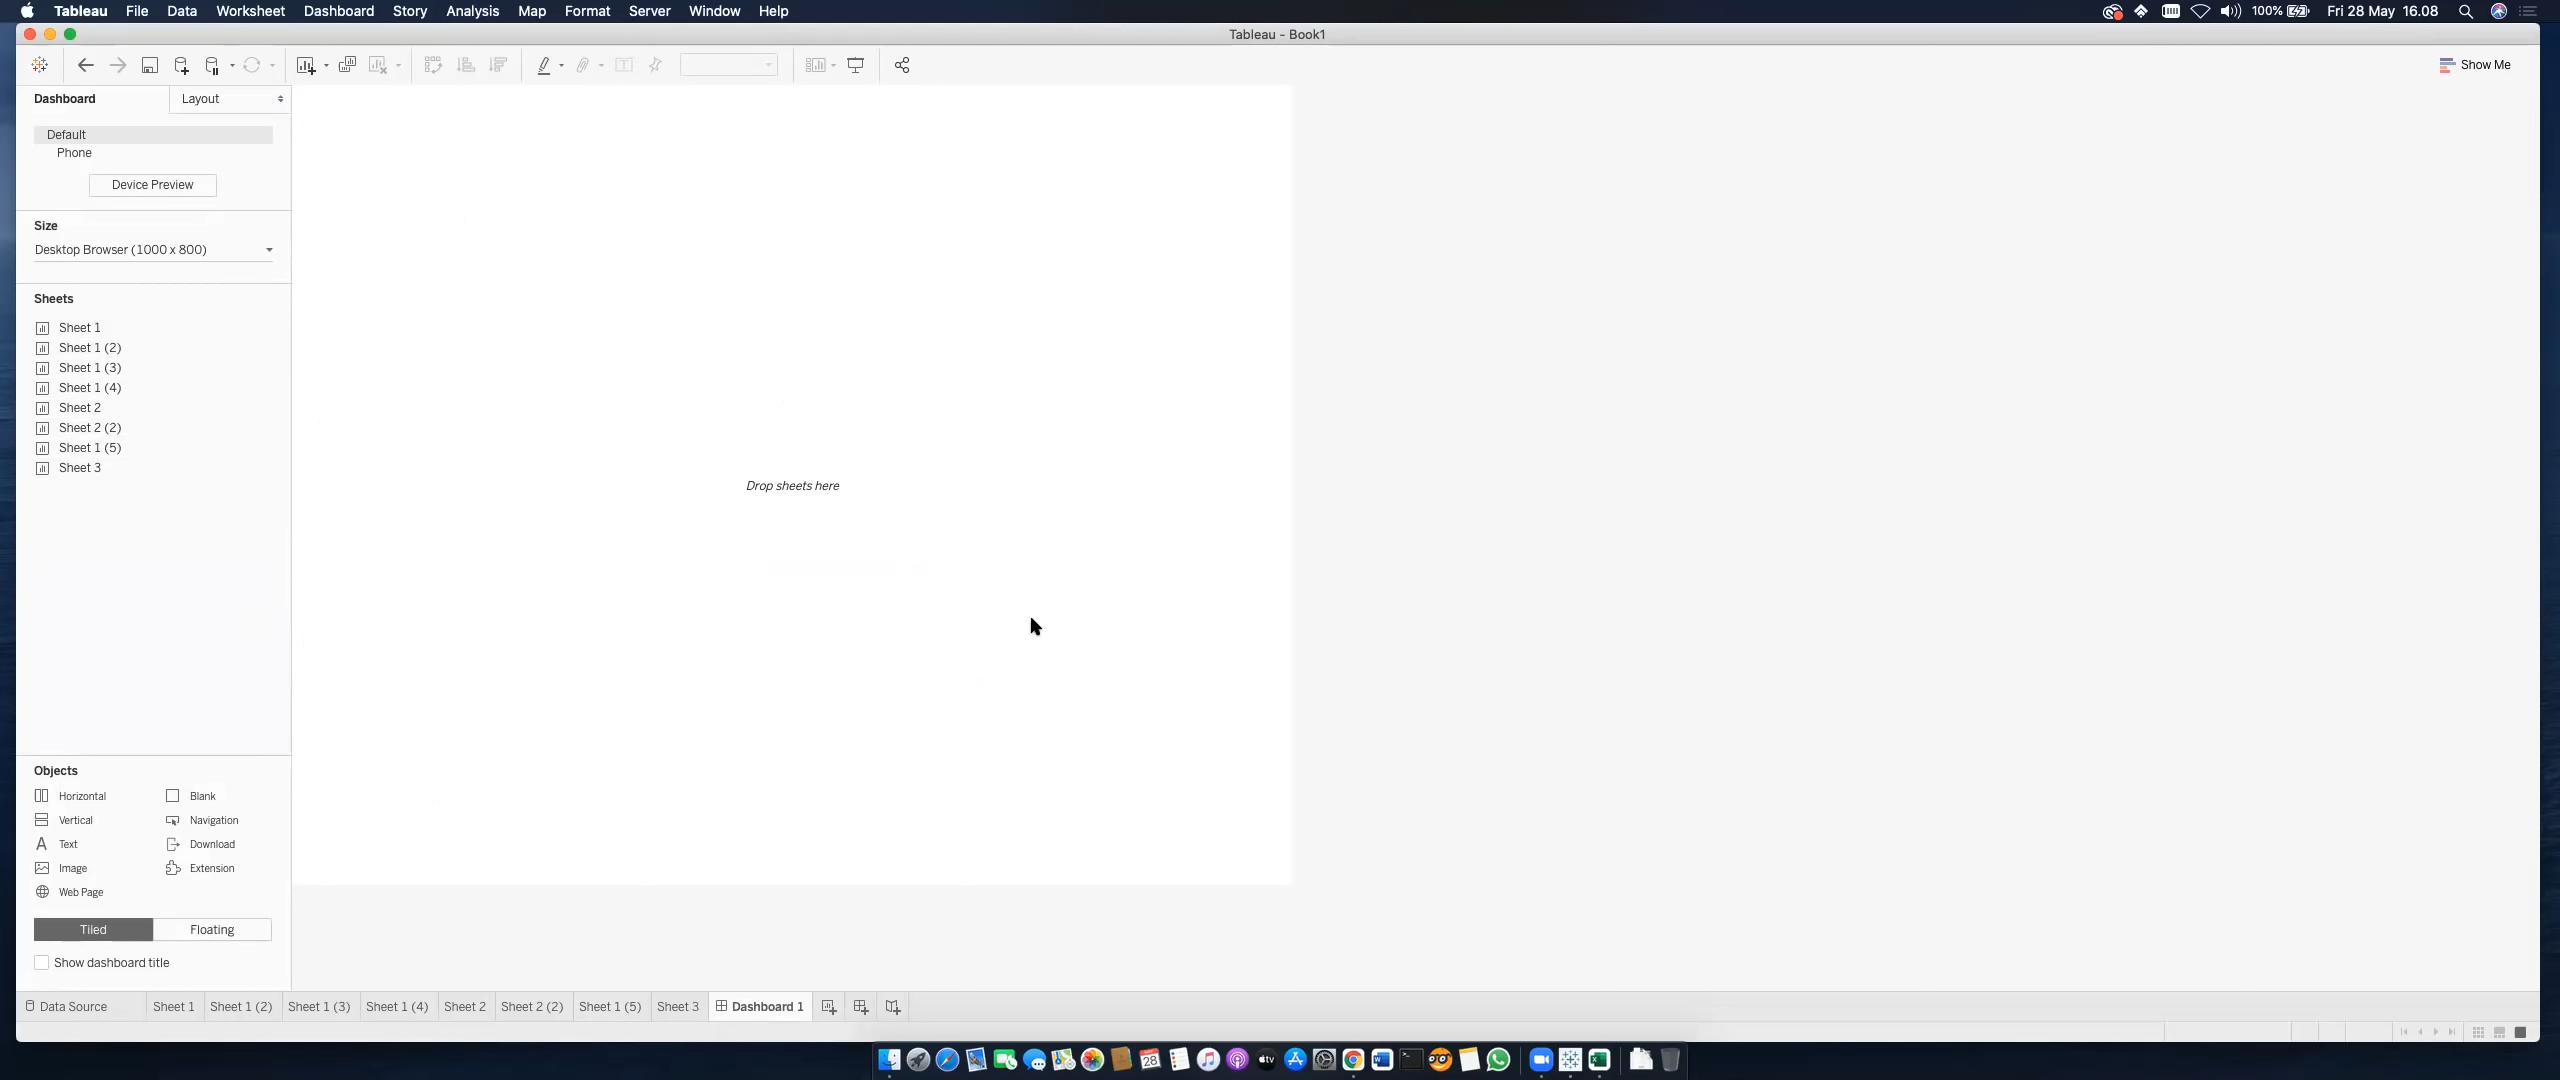 Tableau File Data Worksheet Dashboard Story Analysis Map Format Server Window Help 100% Fri 28 May 16.08
Tableau - Book1
Show Me
Dashboard Layout
Default
Phone
Device Preview
Size
Desktop Browser (1000 x 800)
Sheets
Sheet 1
Sheet 1 (2)
Sheet 1 (3)
Sheet 1 (4)
Sheet 2
Sheet 2 (2)
Sheet 1 (5)
Sheet 3
Drop sheets here
Objects
Horizontal Blank
Vertical Navigation
Text Download
Image Extension
Web Page
Tiled Floating
Show dashboard title
Data Source Sheet 1 Sheet 1 (2) Sheet 1 (3) Sheet 1 (4) Sheet 2 Sheet 2 (2) Sheet 1 (5) Sheet 3 Dashboard 1
28
tv